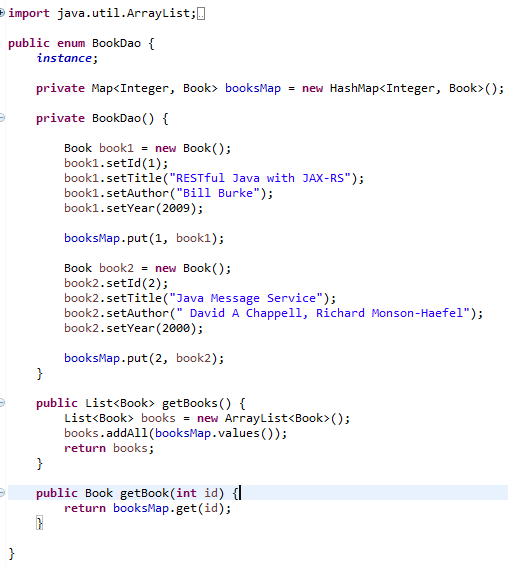 import java.util.ArrayList;
public enum BookDao {
instance;
private Map<Integer, Book> booksMap = new HashMap<Integer, Book>();
private BookDao() {
Book book1 = new Book();
book1.setId(1);
book1.setTitle("RESTful Java with JAX-RS");
book1.setAuthor("Bill Burke");
book1.setYear(2009);
booksMap.put(1, book1);
Book book2 = new Book();
book2.setId(2);
book2.setTitle("Java Message Service");
book2.setAuthor(" David A Chappell, Richard Monson-Haefel");
book2.setYear(2000);
booksMap.put(2, book2);
}
public List<Book> getBooks() {
List<Book> books = new ArrayList<Book>();
books.addAll(booksMap.values());
return books;
}
public Book getBook(int id) {
return booksMap.get(id);
}
}